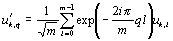 u'_{k,q} = \frac{1}{\sqrt{m}} \sum_{l=0}^{m-1} \exp\left(-\frac{2i\pi}{m} ql\right) u_{k,l}